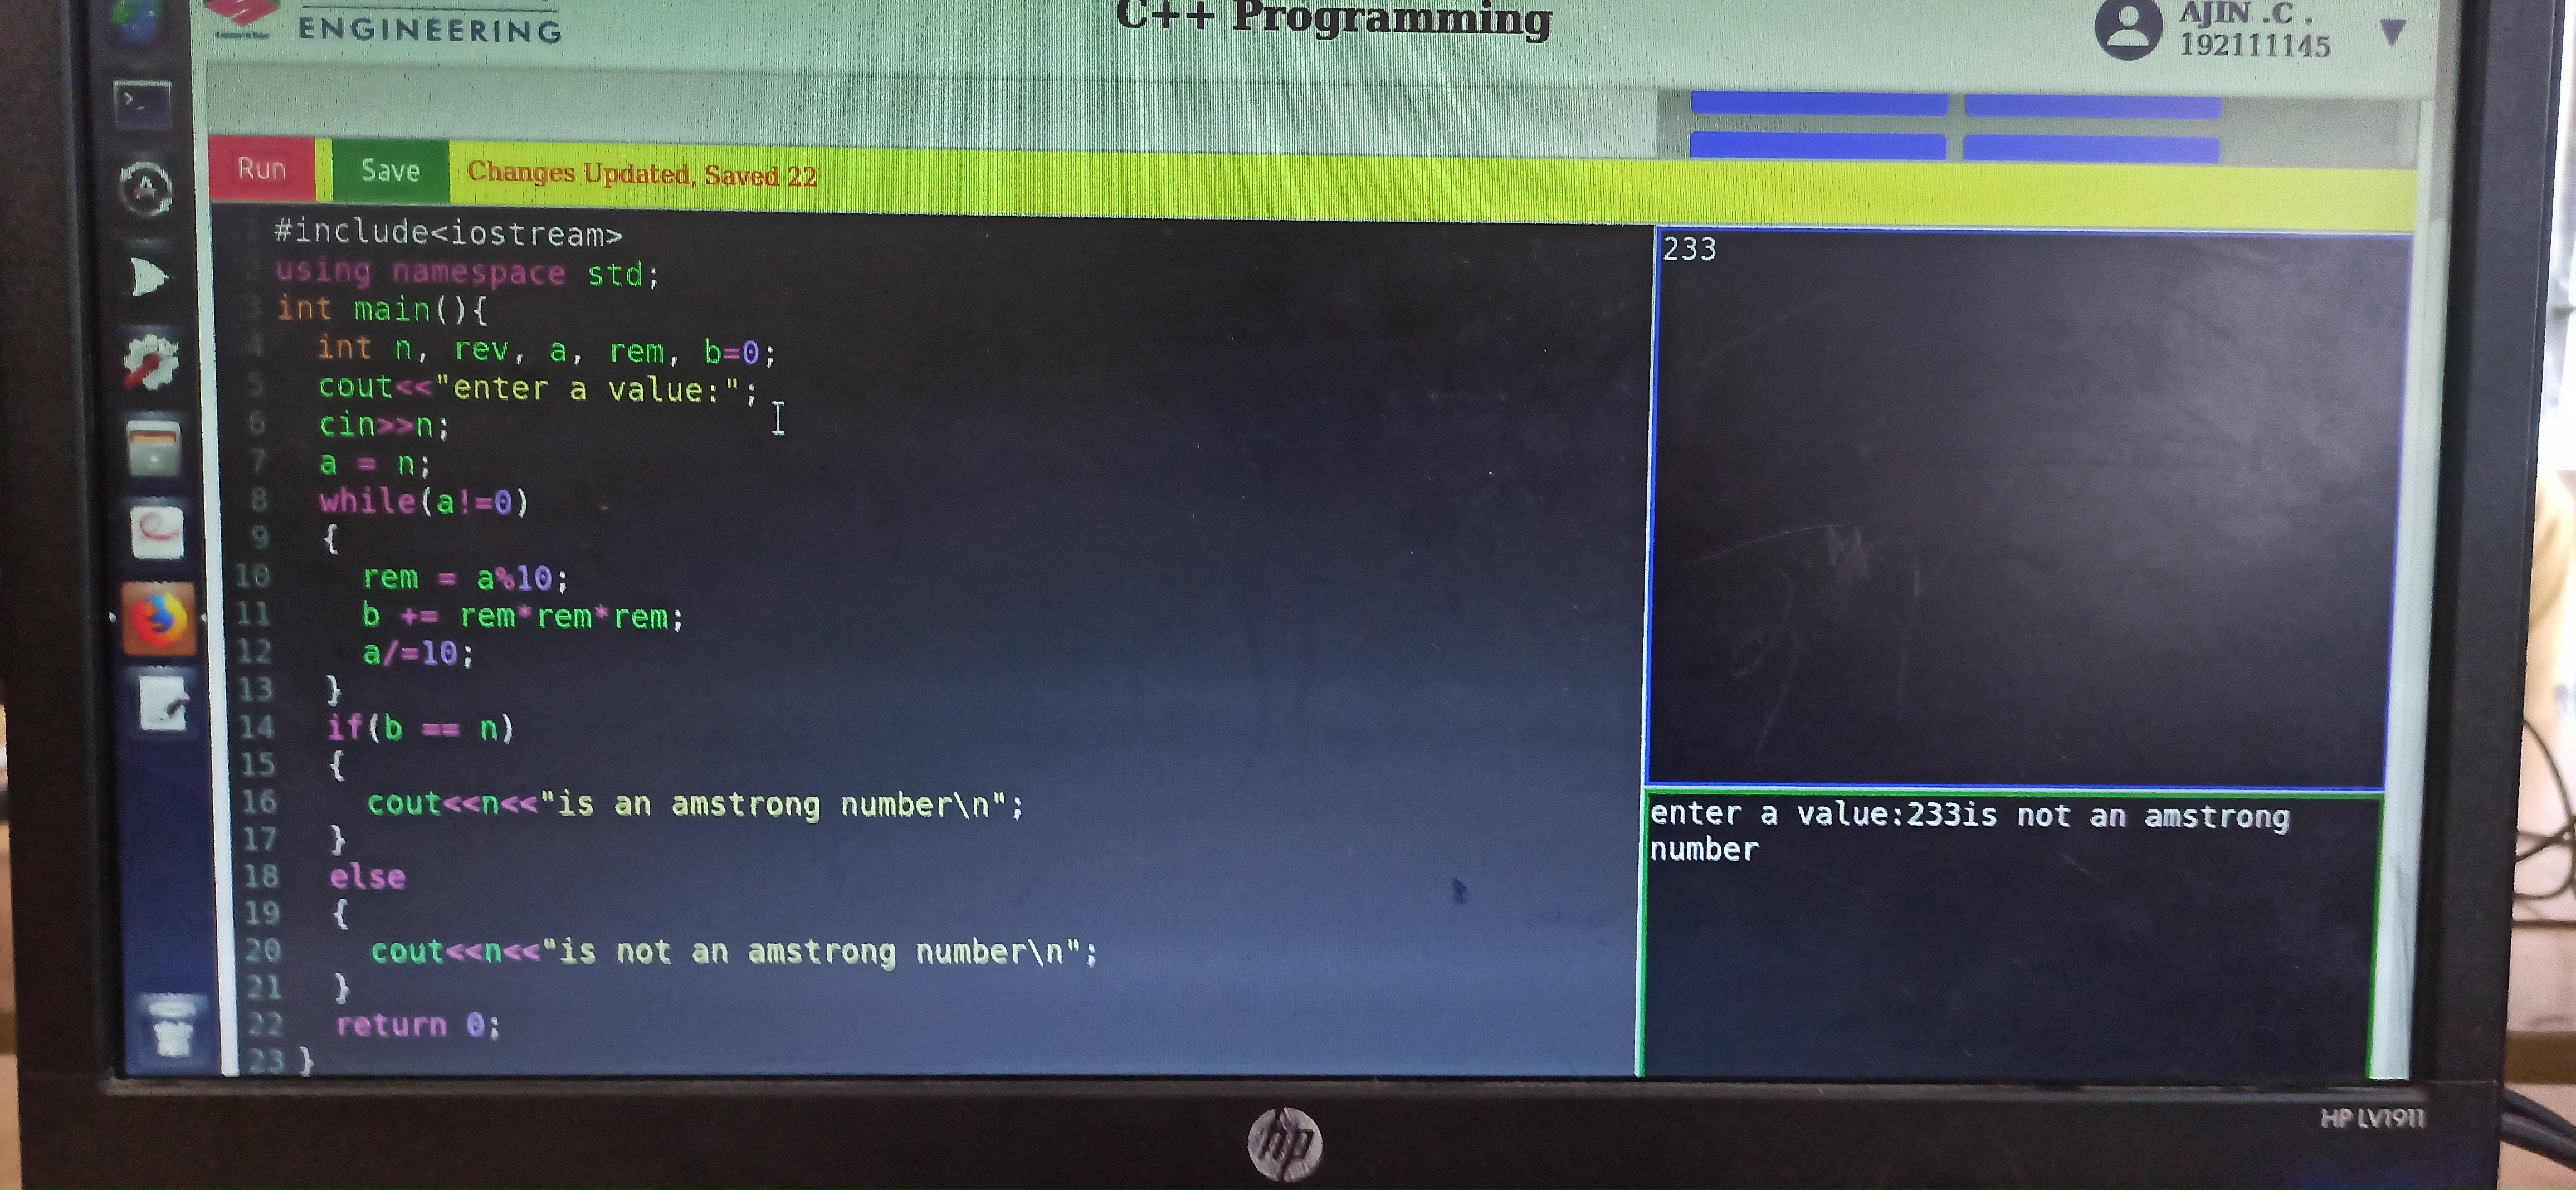 ENGINEERING
C++ Programming
AJIN .C .
192111145
Run
Save
Changes Updated, Saved 22
#include<iostream>
2 using namespace std;
3 int main(){
4 int n, rev, a, rem, b=0;
5 cout<<"enter a value:";
6 cin>>n;
7 a = n;
8 while(a!=0)
9 {
10 rem = a%10;
11 b += rem*rem*rem;
12 a/=10;
13 }
14 if(b == n)
15 {
16 cout<<n<<"is an amstrong number\n";
17 }
18 else
19 {
20 cout<<n<<"is not an amstrong number\n";
21 }
22 return 0;
23 }
233
enter a value:233is not an amstrong
number
hp
HP LV1911